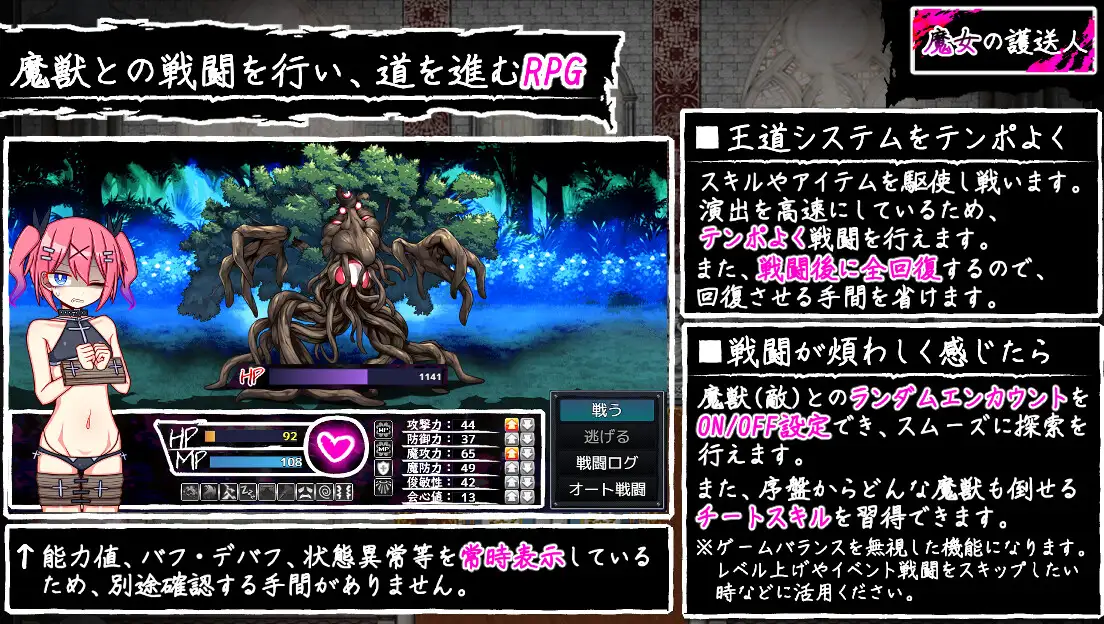 魔獣との戦闘を行い、道を進むRPG
魔女の護送人
HP
1141
HP 92
MP 108
攻撃力: 44
防御力: 37
魔攻力: 65
魔防力: 49
俊敏性: 42
会心値: 13
戦う
逃げる
戦闘ログ
オート戦闘
↑能力値、バフ・デバフ、状態異常等を常時表示している
ため、別途確認する手間がありません。
■王道システムをテンポよく
スキルやアイテムを駆使し戦います。
演出を高速にしているため、
テンポよく戦闘を行えます。
また、戦闘後に全回復するので、
回復させる手間を省けます。
■戦闘が煩わしく感じたら
魔獣(敵)とのランダムエンカウントを
ON/OFF設定でき、スムーズに探索を
行えます。
また、序盤からどんな魔獣も倒せる
チートスキルを習得できます。
※ゲームバランスを無視した機能になります。
レベル上げやイベント戦闘をスキップしたい
時などに活用ください。